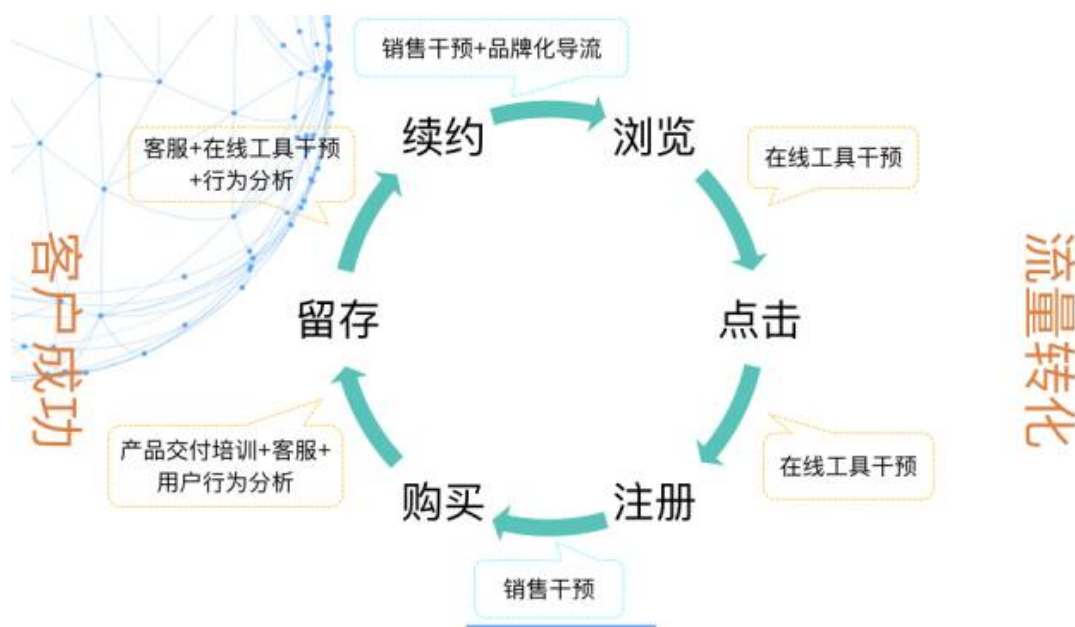 销售干预+品牌化导流
续约
浏览
客服+在线工具干预
+行为分析
在线工具干预
客户成功
流量转化
留存
点击
产品交付培训+客服+
用户行为分析
在线工具干预
购买
注册
销售干预